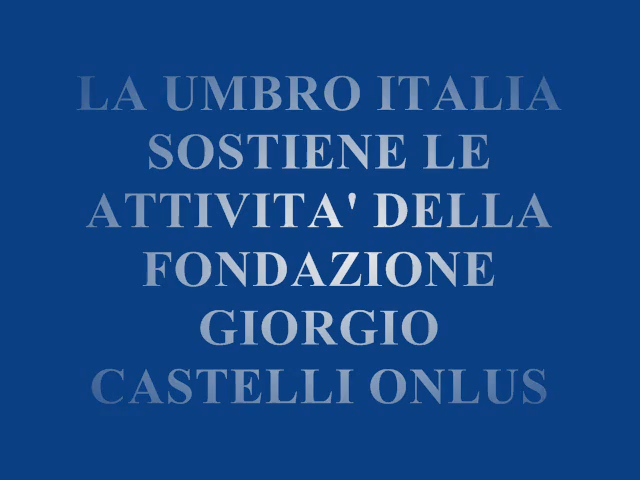 LA UMBRO ITALIA
SOSTIENE LE
ATTIVITA' DELLA
FONDAZIONE
GIORGIO
CASTELLI ONLUS